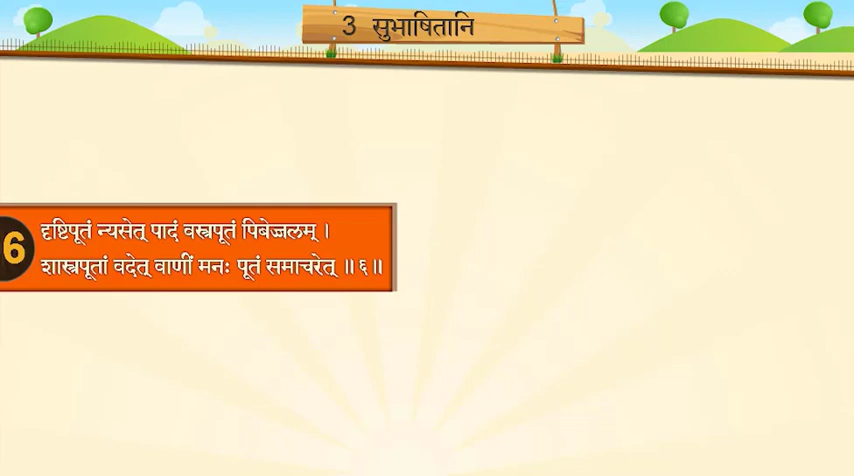 3 सुभाषितानि
6
दृष्टिपूतं न्यसेत् पादं वस्त्रपूतं पिबेज्जलम् ।
शास्त्रपूतां वदेत् वाणीं मनः पूतं समाचरेत् ॥६॥